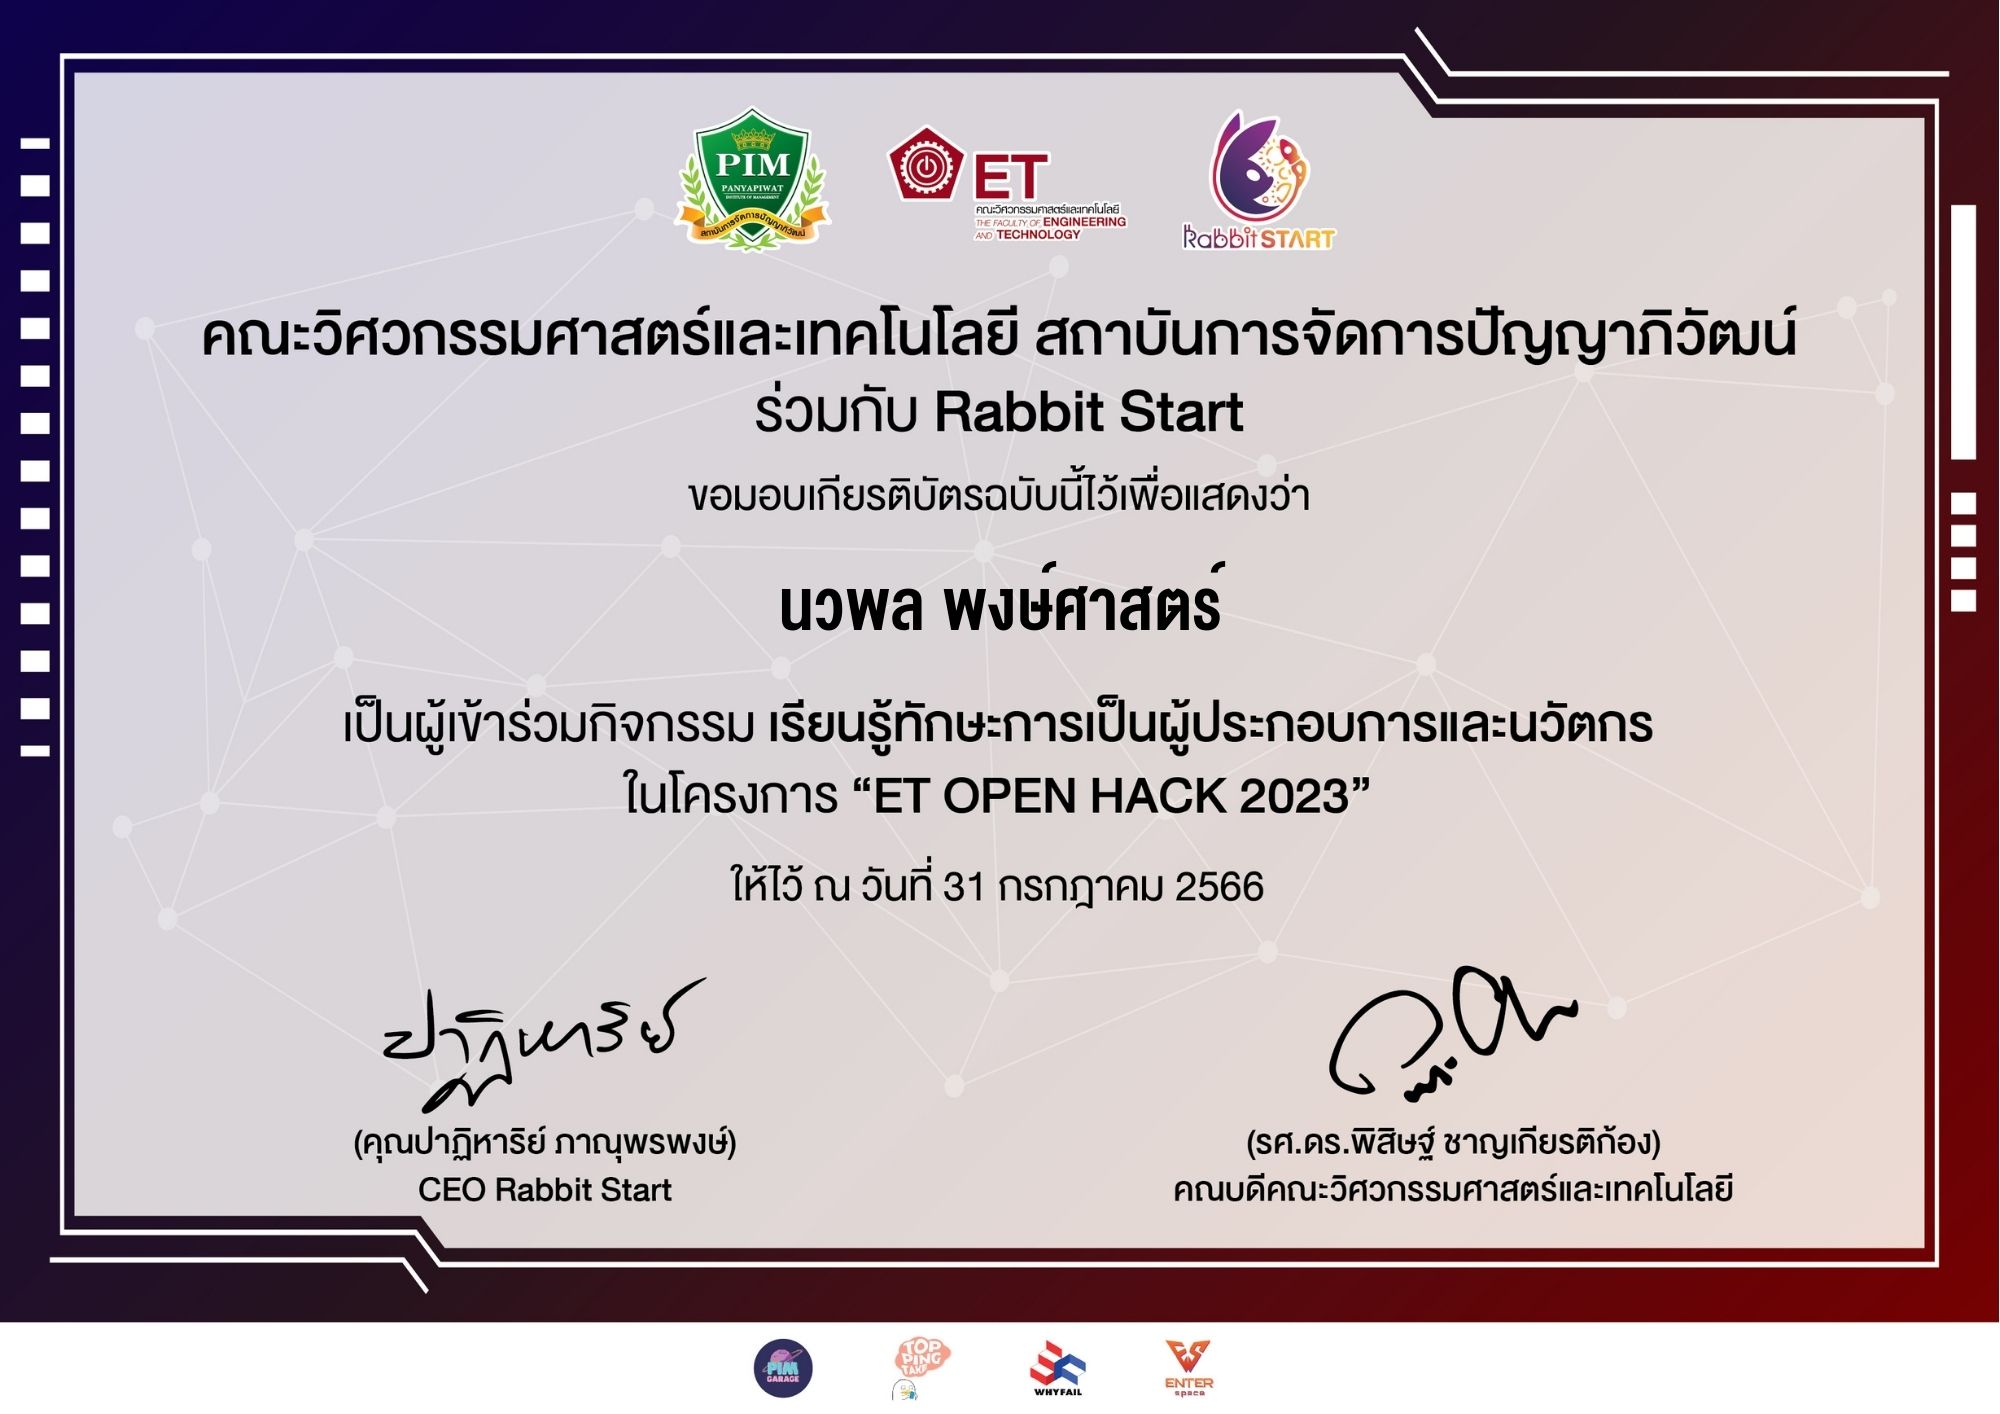 PIM
PANYAPIWAT
INSTITUTE OF MANAGEMENT
สถาบันการจัดการปัญญาภิวัฒน์
ET
คณะวิศวกรรมศาสตร์และเทคโนโลยี
THE FACULTY OF ENGINEERING
AND TECHNOLOGY
Rabbit START
คณะวิศวกรรมศาสตร์และเทคโนโลยี สถาบันการจัดการปัญญาภิวัฒน์
ร่วมกับ Rabbit Start
ขอมอบเกียรติบัตรฉบับนี้ไว้เพื่อแสดงว่า
นวพล พงษ์ศาสตร์
เป็นผู้เข้าร่วมกิจกรรม เรียนรู้ทักษะการเป็นผู้ประกอบการและนวัตกร
ในโครงการ “ET OPEN HACK 2023”
ให้ไว้ ณ วันที่ 31 กรกฎาคม 2566
ปาฏิหาริย์
(คุณปาฏิหาริย์ ภาณุพรพงษ์)
CEO Rabbit Start
(รศ.ดร.พิสิษฐ์ ชาญเกียรติก้อง)
คณบดีคณะวิศวกรรมศาสตร์และเทคโนโลยี
PIM
GARAGE
TOP
PING
TAKE
WHYFAIL
ENTER
space